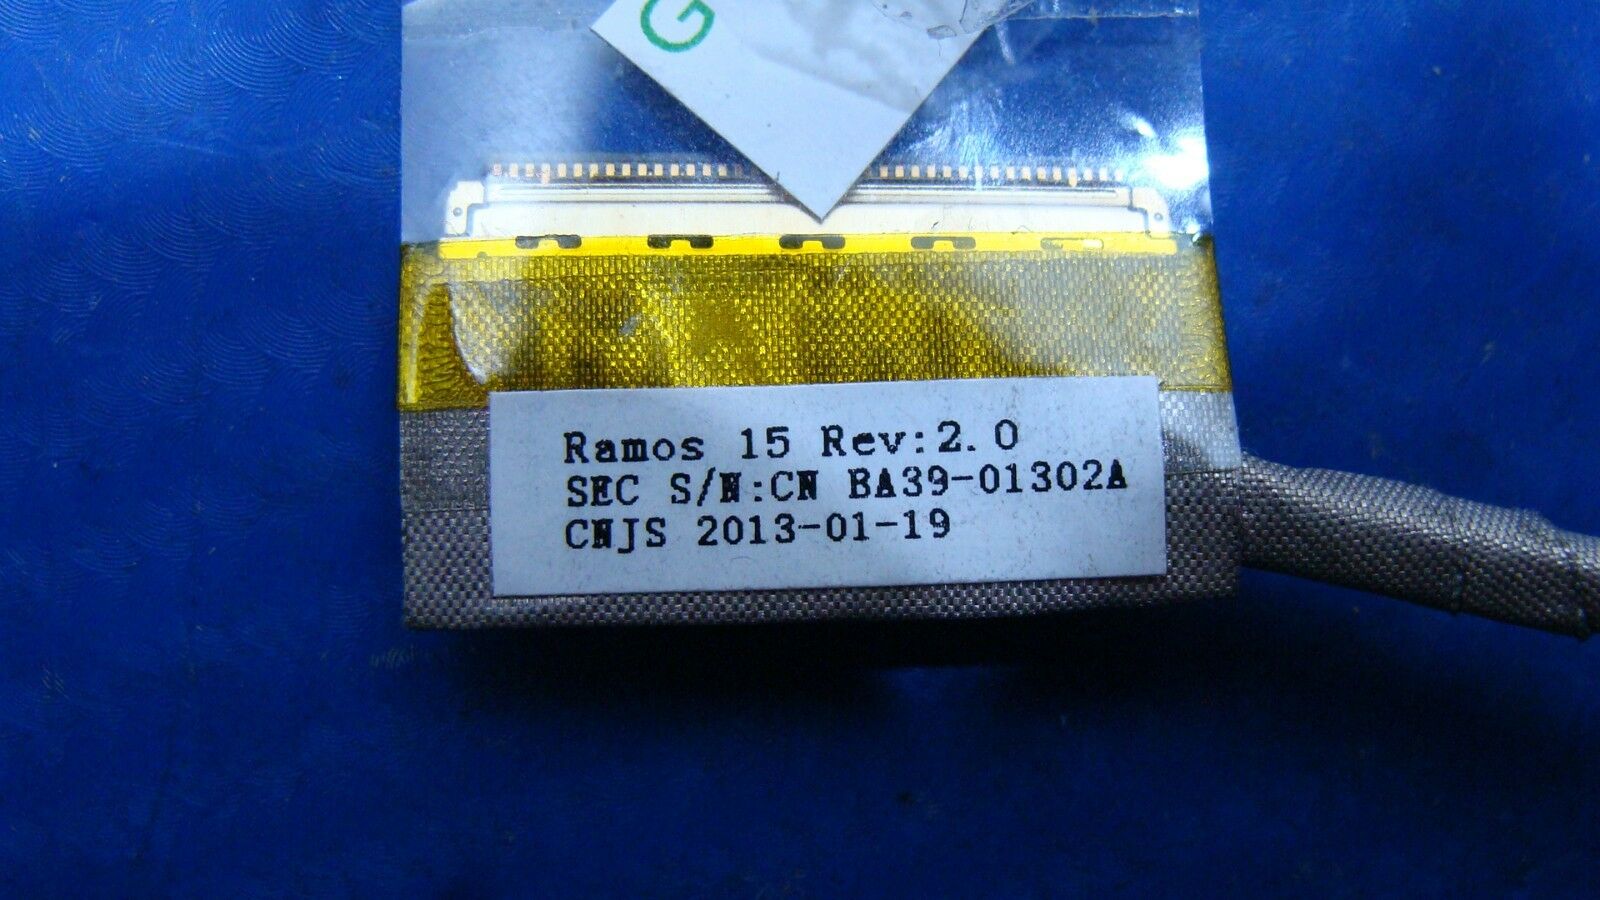 G
Ramos 15 Rev:2.0
SEC S/N:CN BA39-01302A
CNJS 2013-01-19